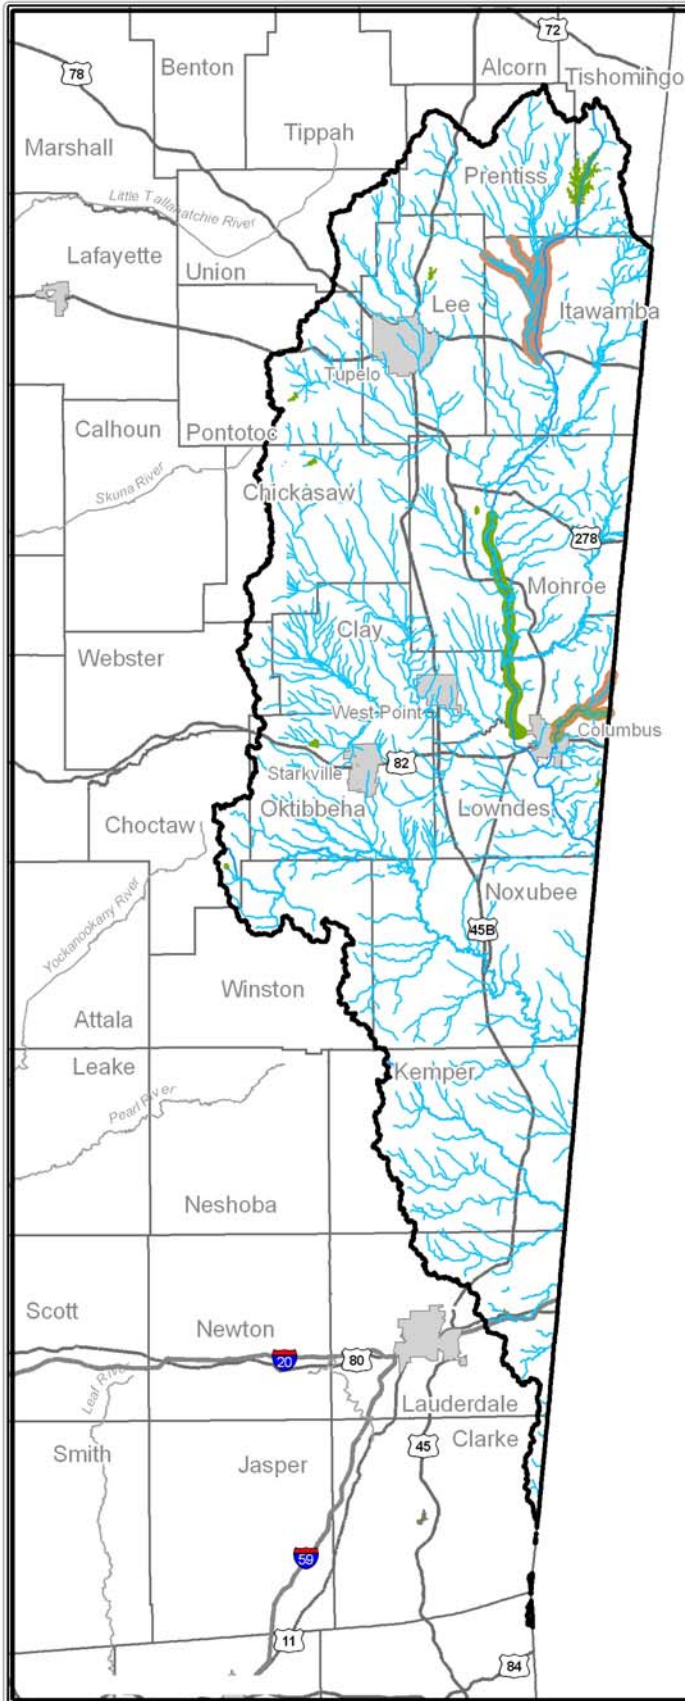 72
Benton
Alcorn
78
Tishomingo
Tippah
Marshall
Prentiss
Little Tallahatchie River
Lafayette
Union
Lee
Itawamba
Tupelo
Calhoun
Pontotoc
Skuna River
Chickasaw
278
Monroe
Clay
Webster
West Point
Columbus
82
Starkville
Oktibbeha
Lowndes
Choctaw
Noxubee
Yockanookany River
45B
Winston
Attala
Leake
Kemper
Pearl River
Neshoba
Scott
Newton
20
80
Leaf River
Lauderdale
Smith
Jasper
45
Clarke
59
11
84